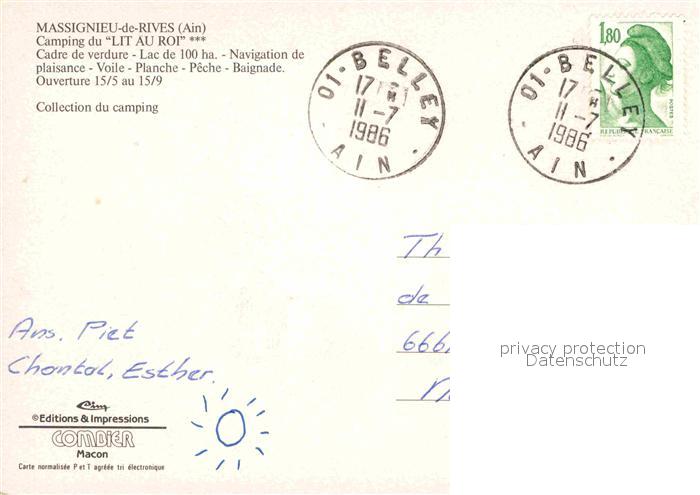 MASSIGNIEU-de-RIVES (Ain)
Camping du "LIT AU ROI" ***
Cadre de verdure - Lac de 100 ha. - Navigation de
plaisance - Voile - Planche - Pêche - Baignade.
Ouverture 15/5 au 15/9
Collection du camping
01-BELLEY
17 H
11-7
1986
AIN
01-BELLEY
17 H
11-7
1986
AIN
1,80
POSTES
REPUBLIQUE FRANÇAISE
Th
de
666
privacy protection
Datenschutz
Ans. Piet
Chantal, Esther.
Cim
©Editions & Impressions
COMBIER
Macon
Carte normalisée P et T agréée tri électronique